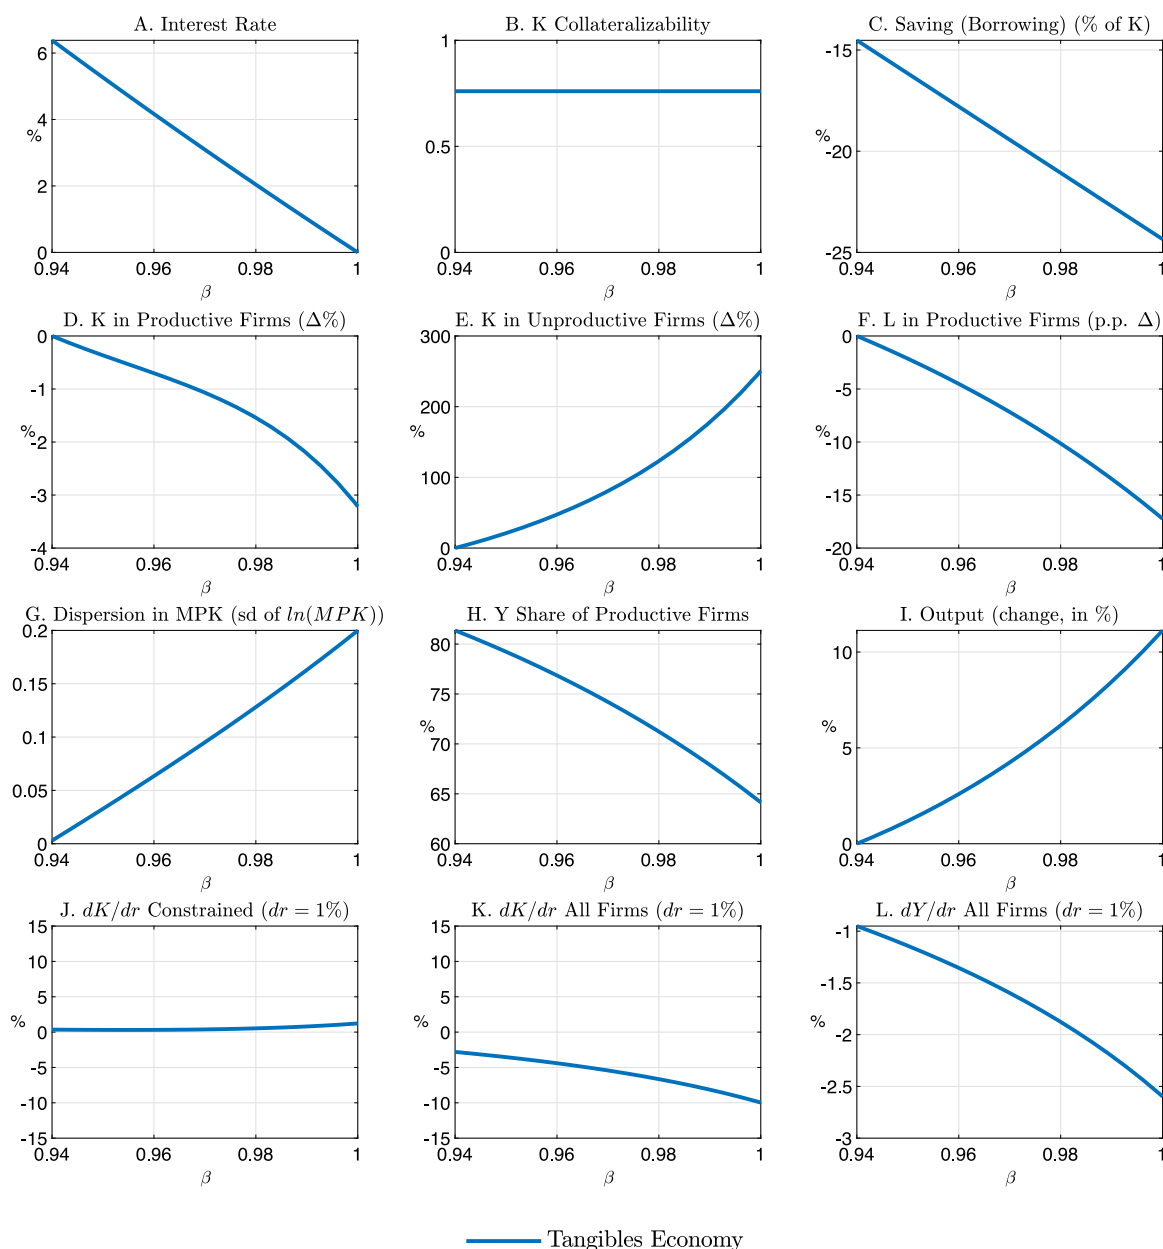 A. Interest Rate
6
4
%
2
0
0.94 0.96 0.98 1
β
B. K Collateralizability
1
0.5
0
0.94 0.96 0.98 1
β
C. Saving (Borrowing) (% of K)
-15
%
-20
-25
0.94 0.96 0.98 1
β
D. K in Productive Firms (Δ%)
0
-1
%
-2
-3
-4
0.94 0.96 0.98 1
β
E. K in Unproductive Firms (Δ%)
300
200
%
100
0
0.94 0.96 0.98 1
β
F. L in Productive Firms (p.p. Δ)
0
-5
%
-10
-15
-20
0.94 0.96 0.98 1
β
G. Dispersion in MPK (sd of ln(MPK))
0.2
0.15
0.1
0.05
0
0.94 0.96 0.98 1
β
H. Y Share of Productive Firms
80
75
%
70
65
60
0.94 0.96 0.98 1
β
I. Output (change, in %)
10
%
5
0
0.94 0.96 0.98 1
β
J. dK/dr Constrained (dr = 1%)
15
10
5
%
0
-5
-10
-15
0.94 0.96 0.98 1
β
K. dK/dr All Firms (dr = 1%)
15
10
5
%
0
-5
-10
-15
0.94 0.96 0.98 1
β
L. dY/dr All Firms (dr = 1%)
-1
-1.5
%
-2
-2.5
-3
0.94 0.96 0.98 1
β
Tangibles Economy